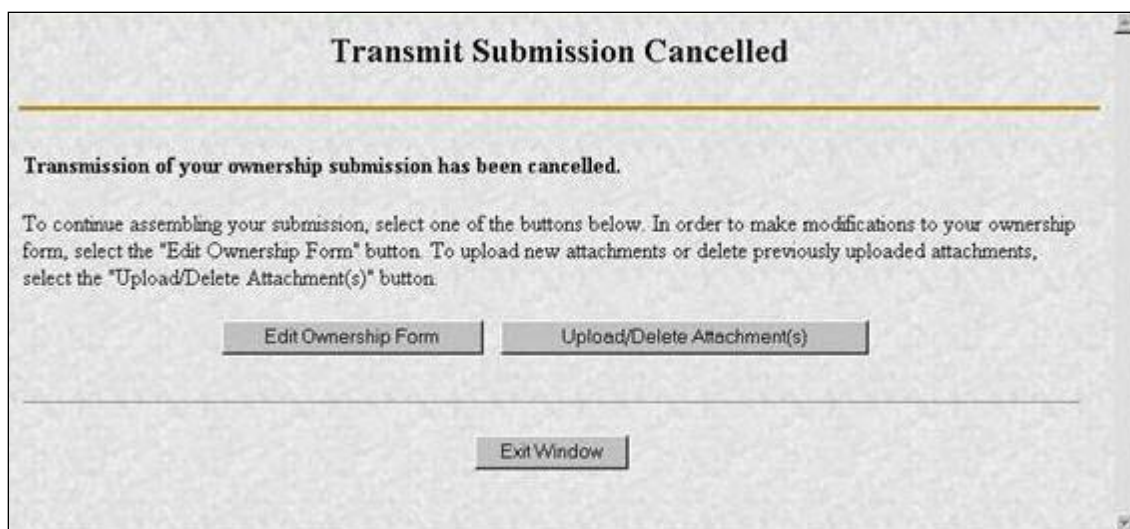 Transmit Submission Cancelled
Transmission of your ownership submission has been cancelled.
To continue assembling your submission, select one of the buttons below. In order to make modifications to your ownership
form, select the "Edit Ownership Form" button. To upload new attachments or delete previously uploaded attachments,
select the "Upload/Delete Attachment(s)" button.
Edit Ownership Form Upload/Delete Attachment(s)
Exit Window